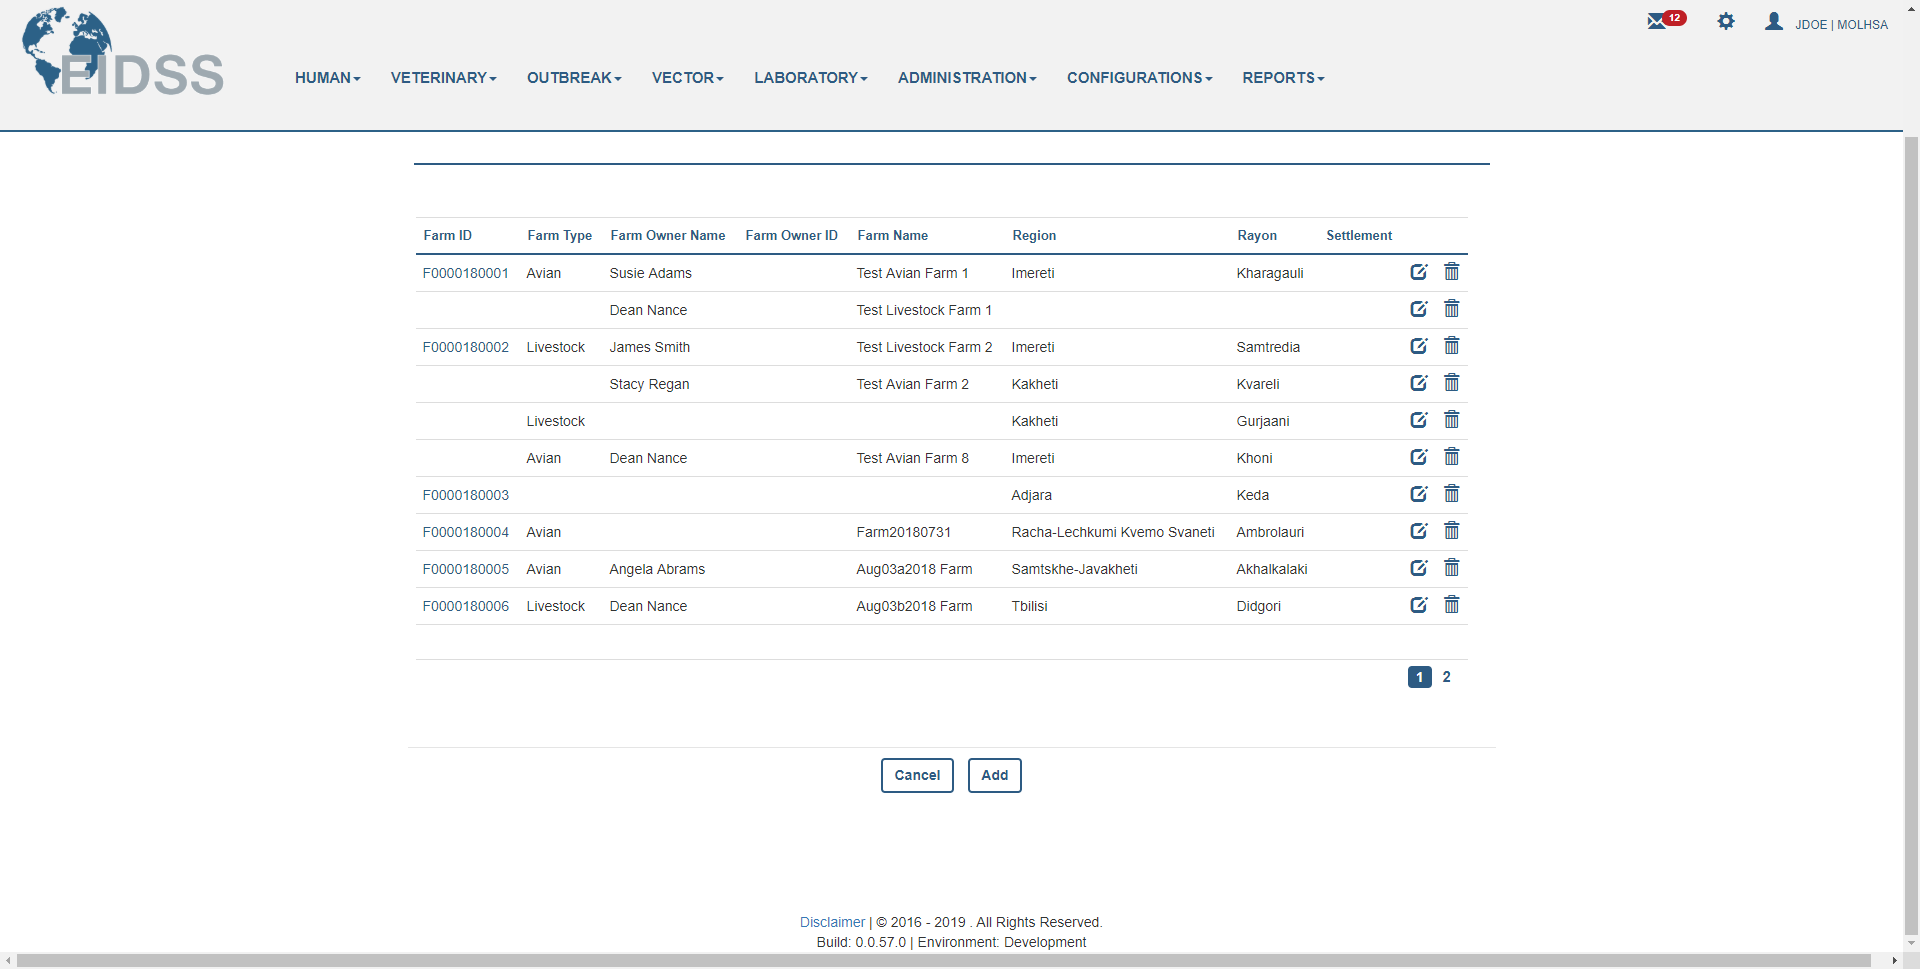 12
JDOE | MOLHSA
EIDSS
HUMAN VETERINARY OUTBREAK VECTOR LABORATORY ADMINISTRATION CONFIGURATIONS REPORTS
Farm ID Farm Type Farm Owner Name Farm Owner ID Farm Name Region Rayon Settlement
F0000180001 Avian Susie Adams Test Avian Farm 1 Imereti Kharagauli
Dean Nance Test Livestock Farm 1
F0000180002 Livestock James Smith Test Livestock Farm 2 Imereti Samtredia
Stacy Regan Test Avian Farm 2 Kakheti Kvareli
Livestock Kakheti Gurjaani
Avian Dean Nance Test Avian Farm 8 Imereti Khoni
F0000180003 Adjara Keda
F0000180004 Avian Farm20180731 Racha-Lechkumi Kvemo Svaneti Ambrolauri
F0000180005 Avian Angela Abrams Aug03a2018 Farm Samtskhe-Javakheti Akhalkalaki
F0000180006 Livestock Dean Nance Aug03b2018 Farm Tbilisi Didgori
1 2
Cancel Add
Disclaimer | © 2016 - 2019 . All Rights Reserved.
Build: 0.0.57.0 | Environment: Development